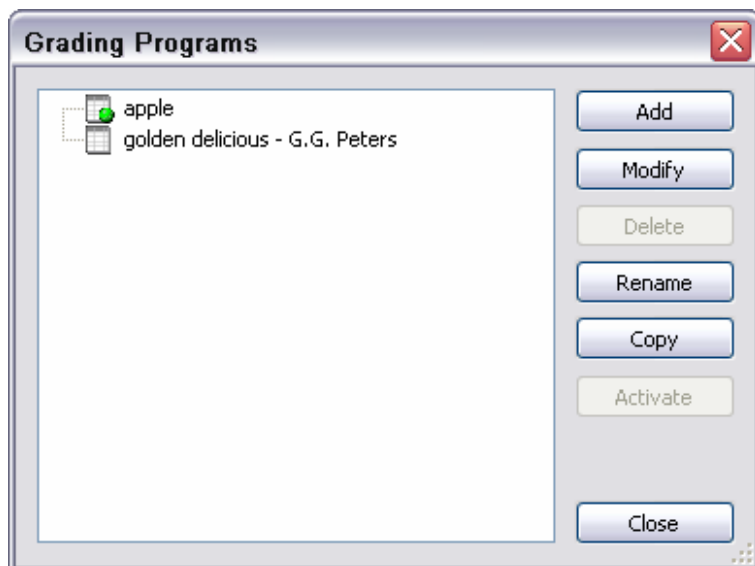 Grading Programs
apple
golden delicious - G.G. Peters
Add
Modify
Delete
Rename
Copy
Activate
Close